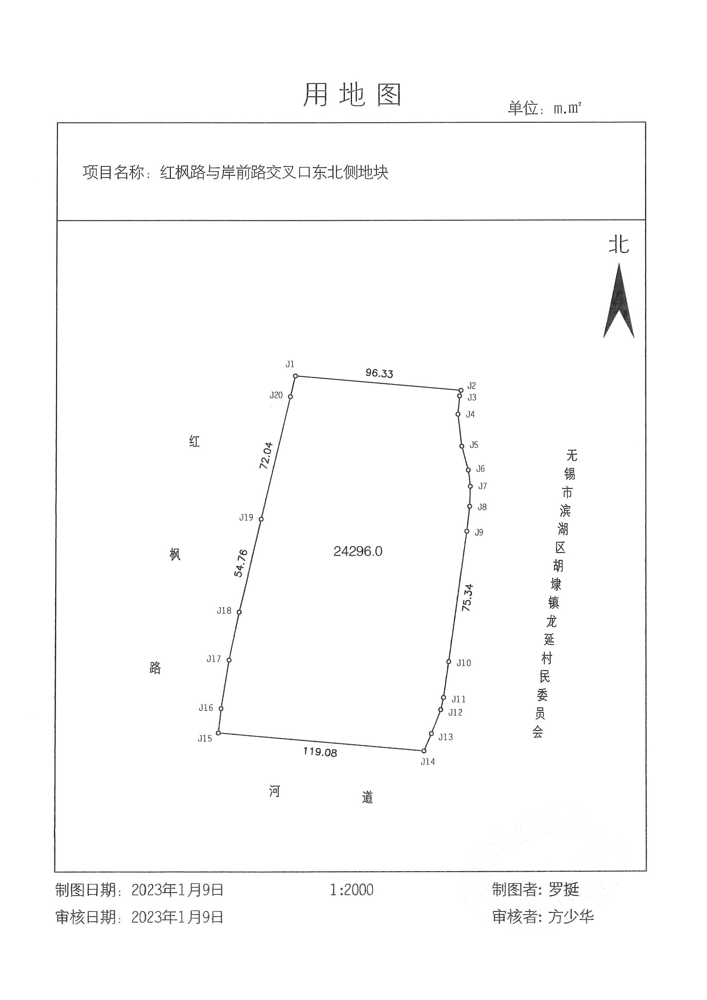 用地图
单位：m.m²
项目名称：红枫路与岸前路交叉口东北侧地块
北
J1
96.33
J2
J20
J3
J4
红
72.04
J5
无锡市滨湖区胡埭镇龙延村民委员会
J6
J7
J8
J19
J9
枫
54.76
24296.0
75.34
J18
J17
J10
路
J16
J11
J12
J15
J13
119.08
J14
河道
制图日期：2023年1月9日
1:2000
制图者：罗挺
审核日期：2023年1月9日
审核者：方少华